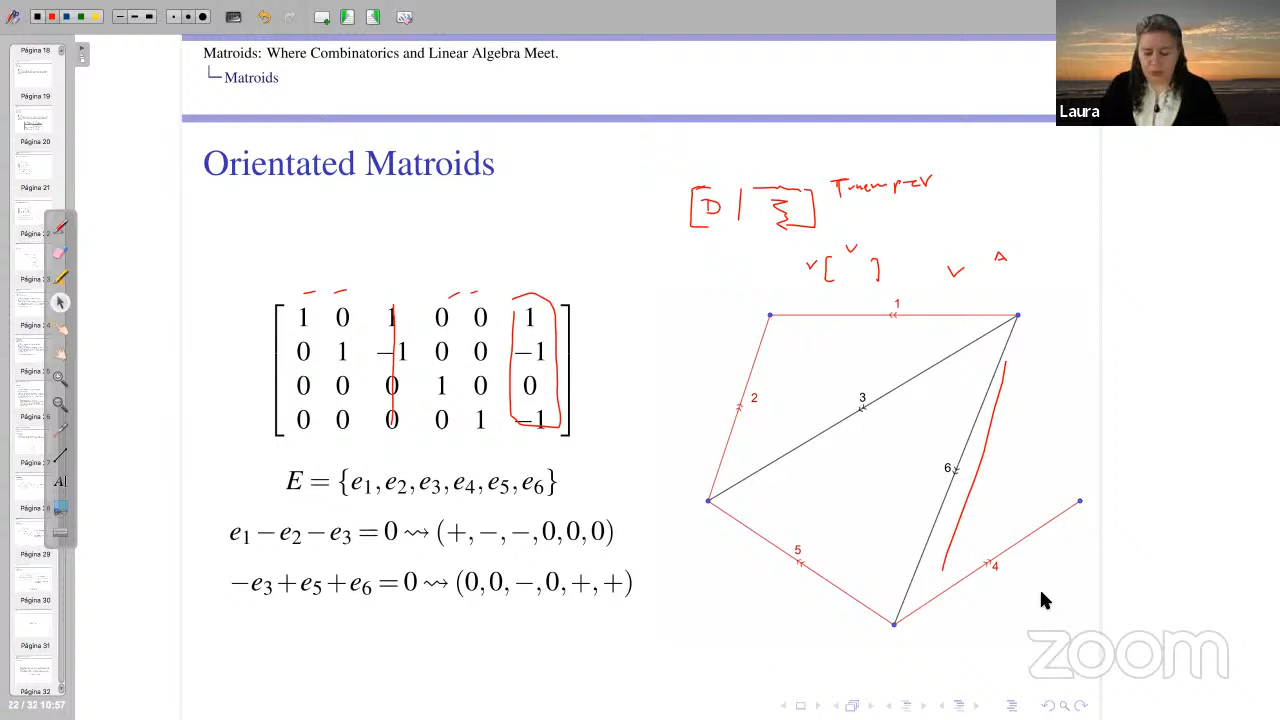 Matroids: Where Combinatorics and Linear Algebra Meet.
Matroids
Laura
Orientated Matroids
[D | ]
1 0 1 0 0 1
0 1 −1 0 0 −1
0 0 0 1 0 0
0 0 0 0 1 −1
E = {e1, e2, e3, e4, e5, e6}
e1 − e2 − e3 = 0 ⇝ (+, −, −, 0, 0, 0)
−e3 + e5 + e6 = 0 ⇝ (0, 0, −, 0, +, +)
1
2
3
6
5
4
zoom
Página 18
Página 19
Página 20
Página 21
Página 29
Página 31
Página 32
22 / 32 10:57